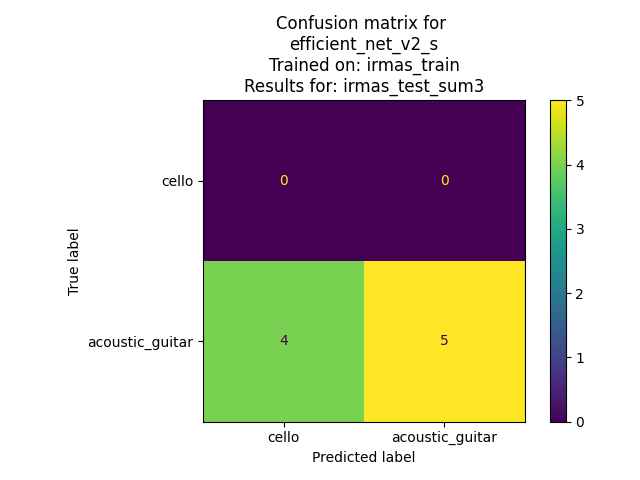 Confusion matrix for
efficient_net_v2_s
Trained on: irmas_train
Results for: irmas_test_sum3
5
4
3
2
1
0
True label
cello
0 0
acoustic_guitar
4 5
cello acoustic_guitar
Predicted label